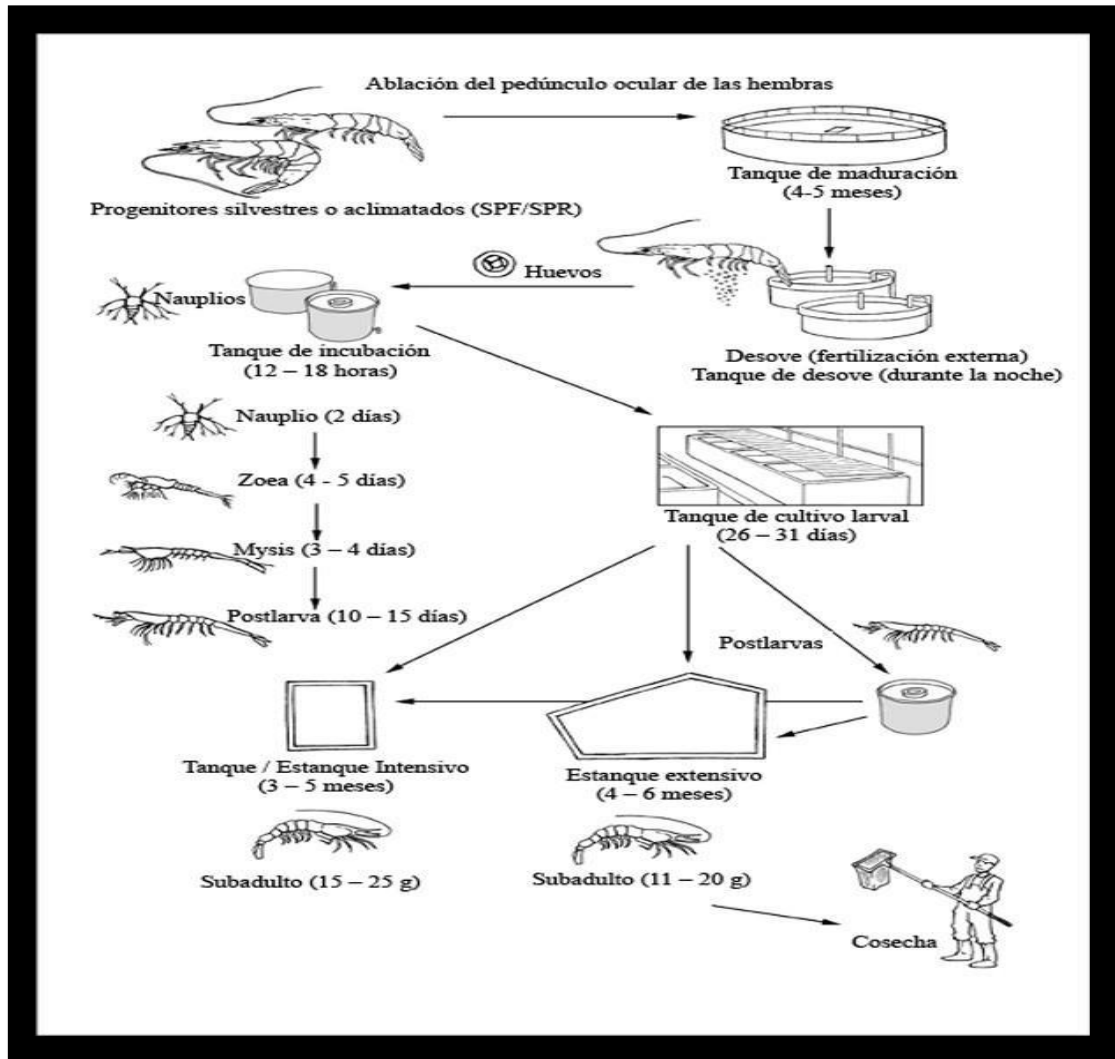 Ablación del pedúnculo ocular de las hembras
Tanque de maduración
(4-5 meses)
Progenitores silvestres o aclimatados (SPF/SPR)
Huevos
Nauplios
Tanque de incubación
(12 – 18 horas)
Desove (fertilización externa)
Tanque de desove (durante la noche)
Nauplio (2 días)
Zoea (4 - 5 días)
Mysis (3 – 4 días)
Postlarva (10 – 15 días)
Tanque de cultivo larval
(26 – 31 días)
Postlarvas
Tanque / Estanque Intensivo
(3 – 5 meses)
Estanque extensivo
(4 – 6 meses)
Subadulto (15 – 25 g)
Subadulto (11 – 20 g)
Cosecha